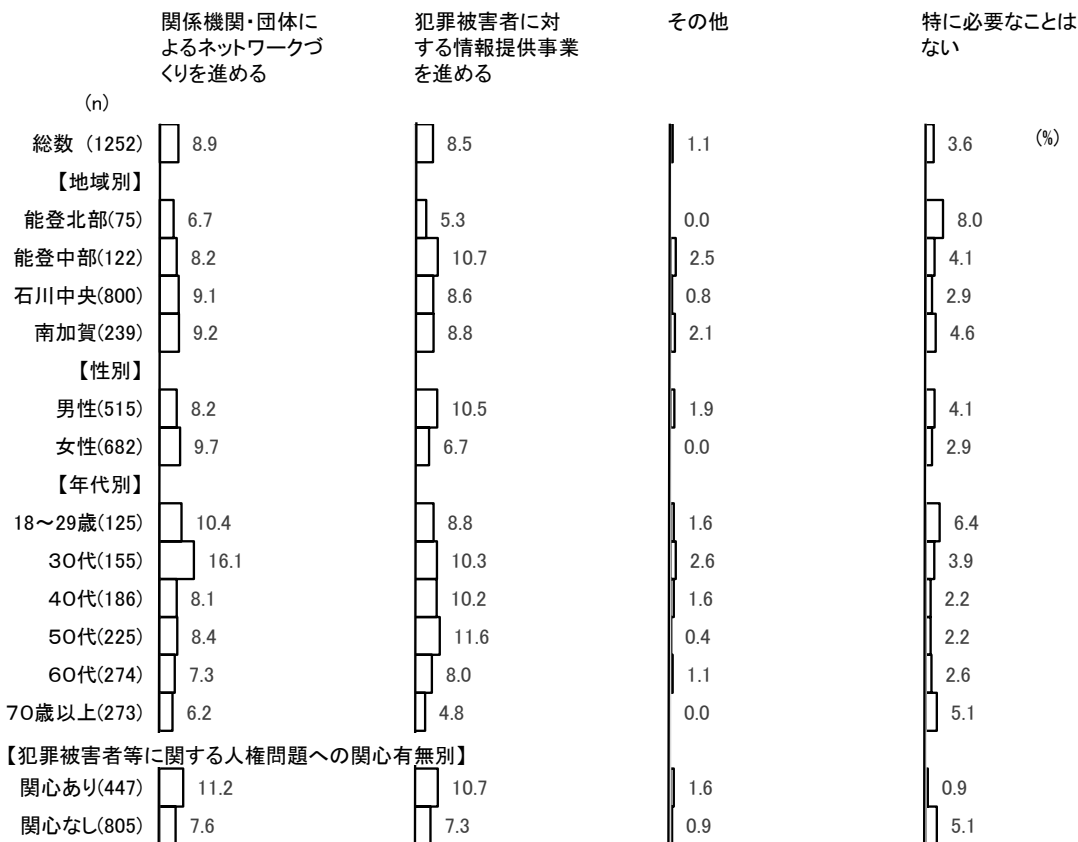 関係機関・団体に
よるネットワークづ
くりを進める
犯罪被害者に対
する情報提供事業
を進める
その他
特に必要なことは
ない
(n)
総数 (1252) 8.9 8.5 1.1 3.6 (%)
【地域別】
能登北部(75) 6.7 5.3 0.0 8.0
能登中部(122) 8.2 10.7 2.5 4.1
石川中央(800) 9.1 8.6 0.8 2.9
南加賀(239) 9.2 8.8 2.1 4.6
【性別】
男性(515) 8.2 10.5 1.9 4.1
女性(682) 9.7 6.7 0.0 2.9
【年代別】
18～29歳(125) 10.4 8.8 1.6 6.4
30代(155) 16.1 10.3 2.6 3.9
40代(186) 8.1 10.2 1.6 2.2
50代(225) 8.4 11.6 0.4 2.2
60代(274) 7.3 8.0 1.1 2.6
70歳以上(273) 6.2 4.8 0.0 5.1
【犯罪被害者等に関する人権問題への関心有無別】
関心あり(447) 11.2 10.7 1.6 0.9
関心なし(805) 7.6 7.3 0.9 5.1